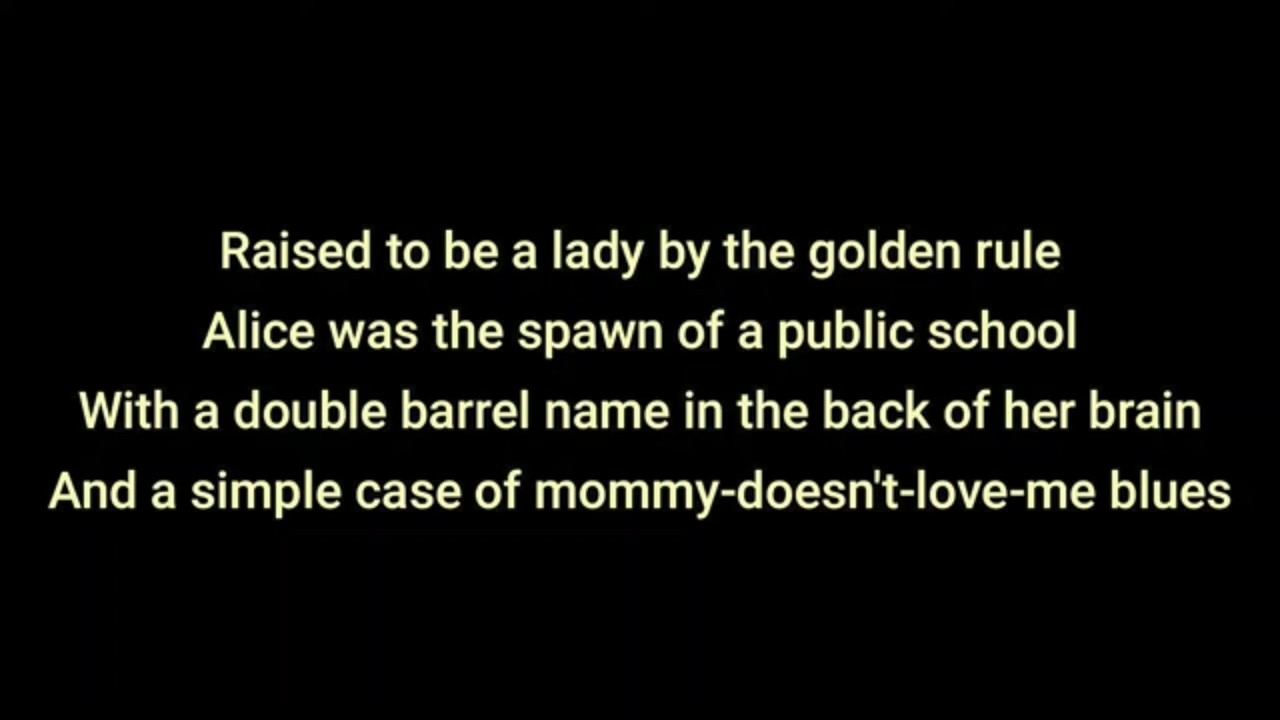 Raised to be a lady by the golden rule
Alice was the spawn of a public school
With a double barrel name in the back of her brain
And a simple case of mommy-doesn't-love-me blues